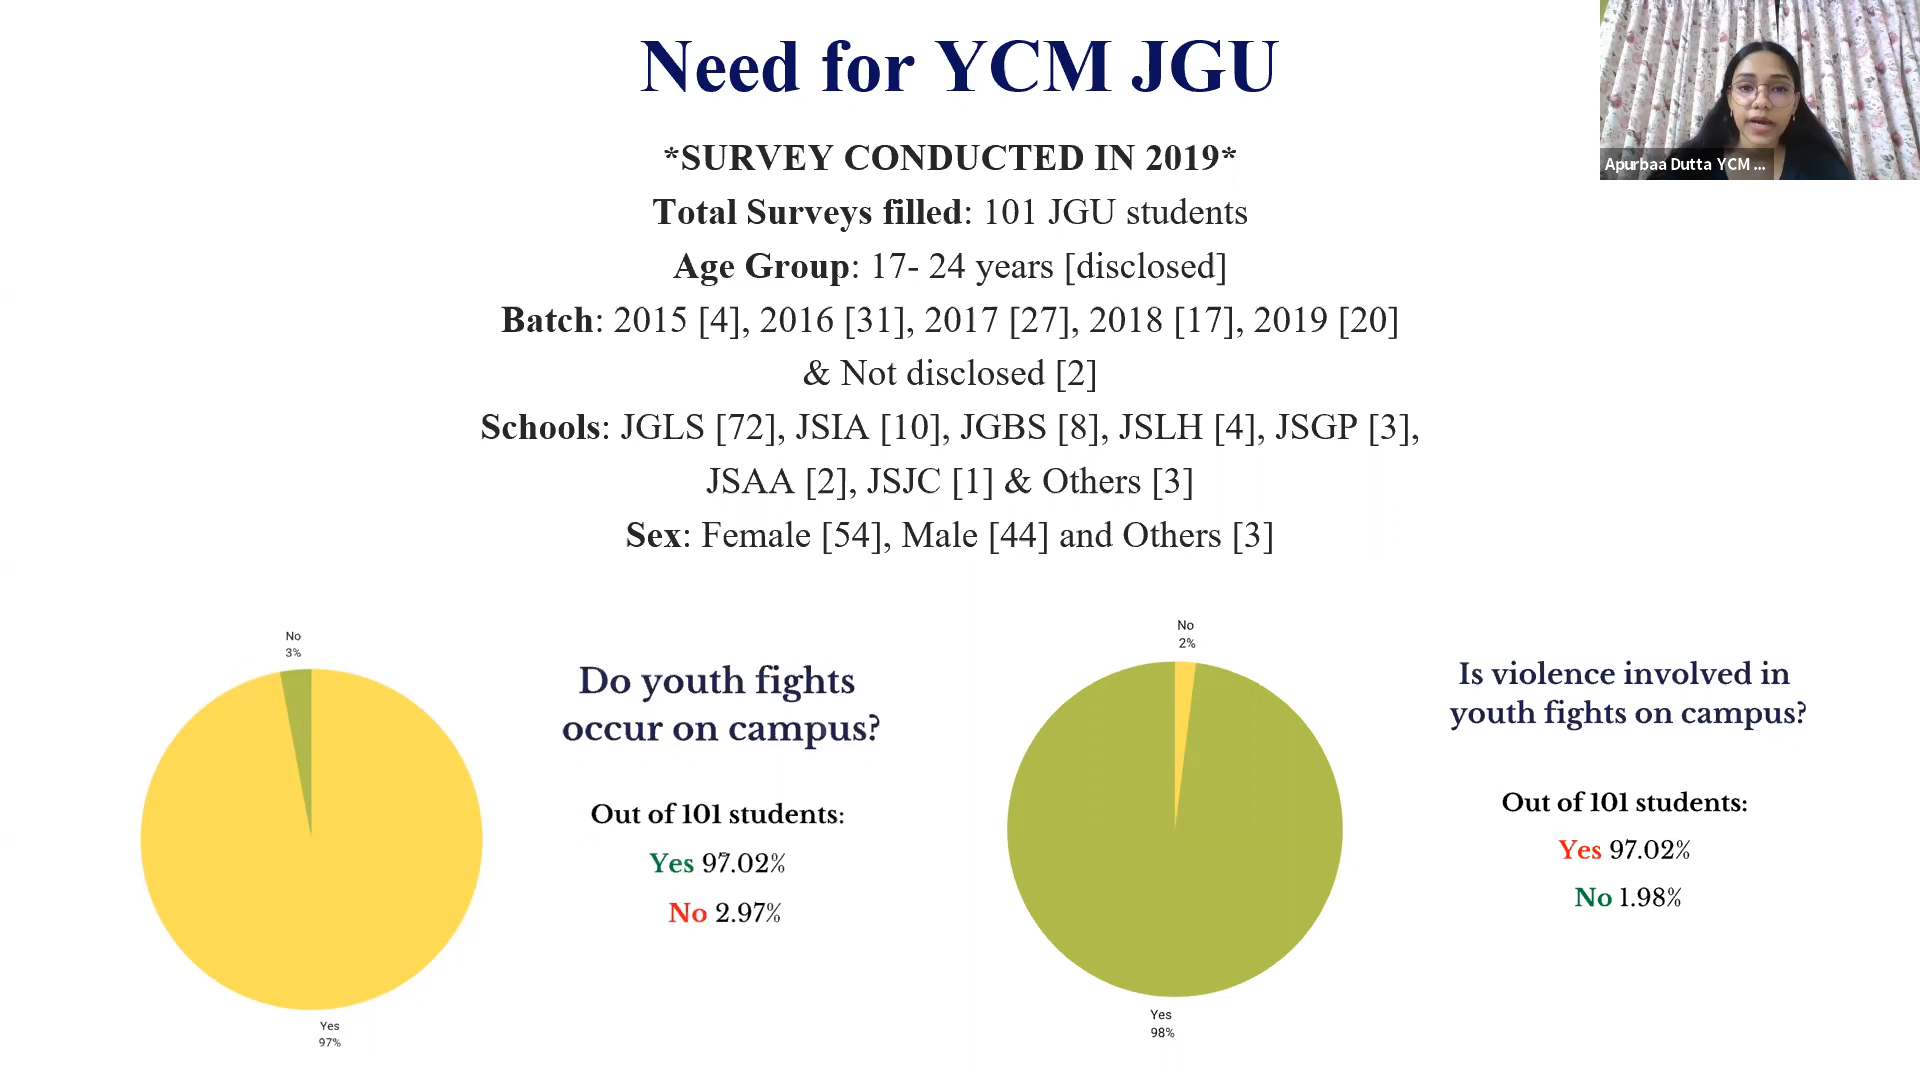 Need for YCM JGU
Apurbaa Dutta YCM ...
*SURVEY CONDUCTED IN 2019*
Total Surveys filled: 101 JGU students
Age Group: 17- 24 years [disclosed]
Batch: 2015 [4], 2016 [31], 2017 [27], 2018 [17], 2019 [20]
& Not disclosed [2]
Schools: JGLS [72], JSIA [10], JGBS [8], JSLH [4], JSGP [3],
JSAA [2], JSJC [1] & Others [3]
Sex: Female [54], Male [44] and Others [3]
No
3%
Yes
97%
Do youth fights
occur on campus?
Out of 101 students:
Yes 97.02%
No 2.97%
No
2%
Yes
98%
Is violence involved in
youth fights on campus?
Out of 101 students:
Yes 97.02%
No 1.98%